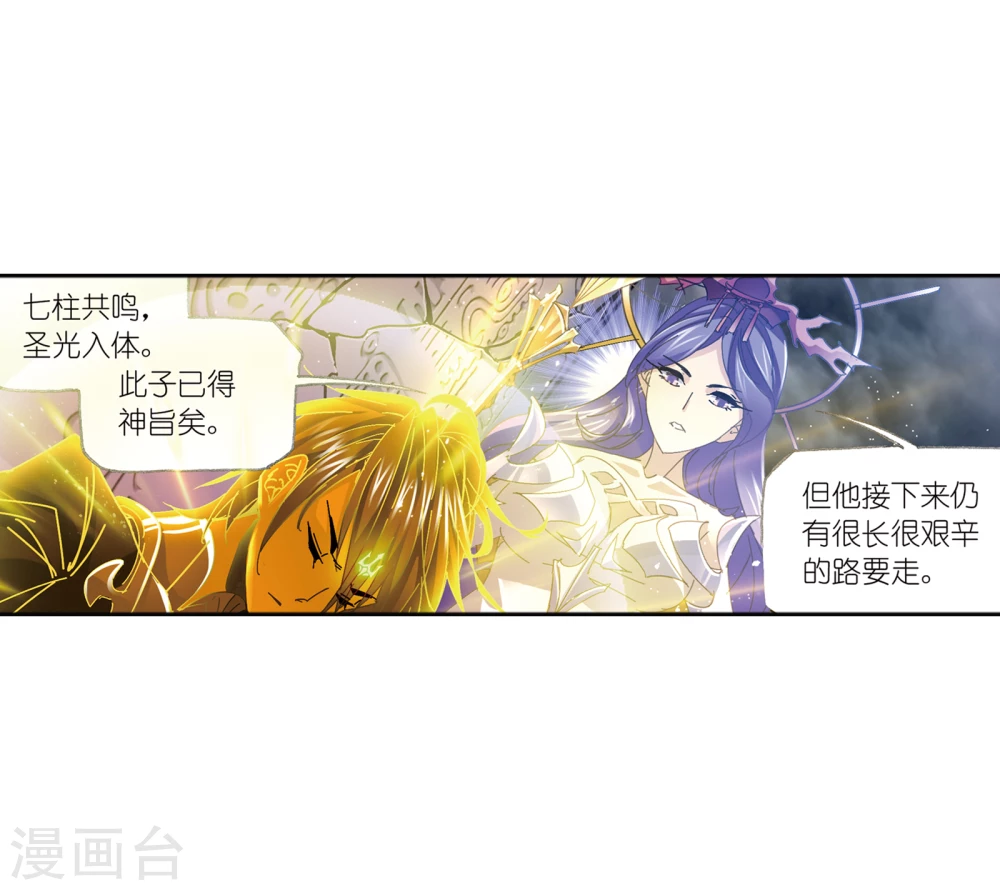 七柱共鸣，
圣光入体。
此子已得
神旨矣。
但他接下来仍
有很长很艰辛
的路要走。
漫画台